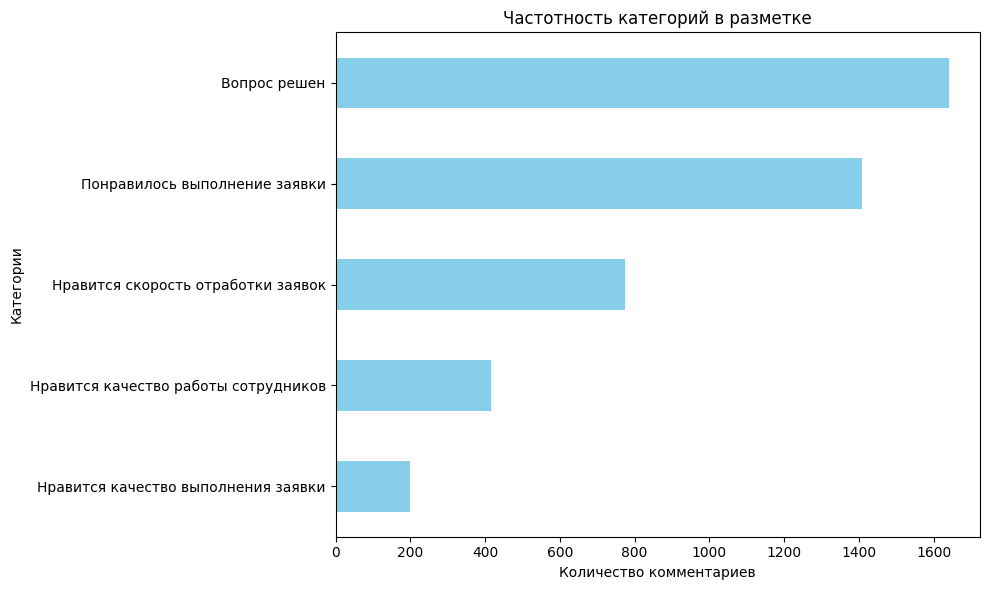 Частотность категорий в разметке
Категории
Вопрос решен
Понравилось выполнение заявки
Нравится скорость отработки заявок
Нравится качество работы сотрудников
Нравится качество выполнения заявки
0 200 400 600 800 1000 1200 1400 1600
Количество комментариев